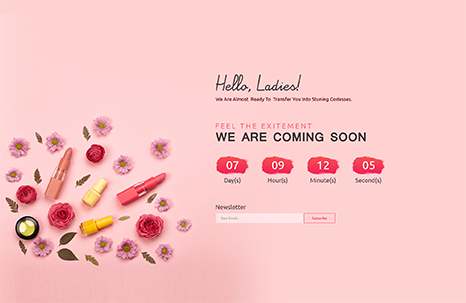 Hello, Ladies!
We Are Almost Ready To Transfer You Into Stuning Godesses.
FEEL THE EXITEMENT
WE ARE COMING SOON
07 09 12 05
Day(s) Hour(s) Minute(s) Second(s)
Newsletter
Your Email.. Subscribe